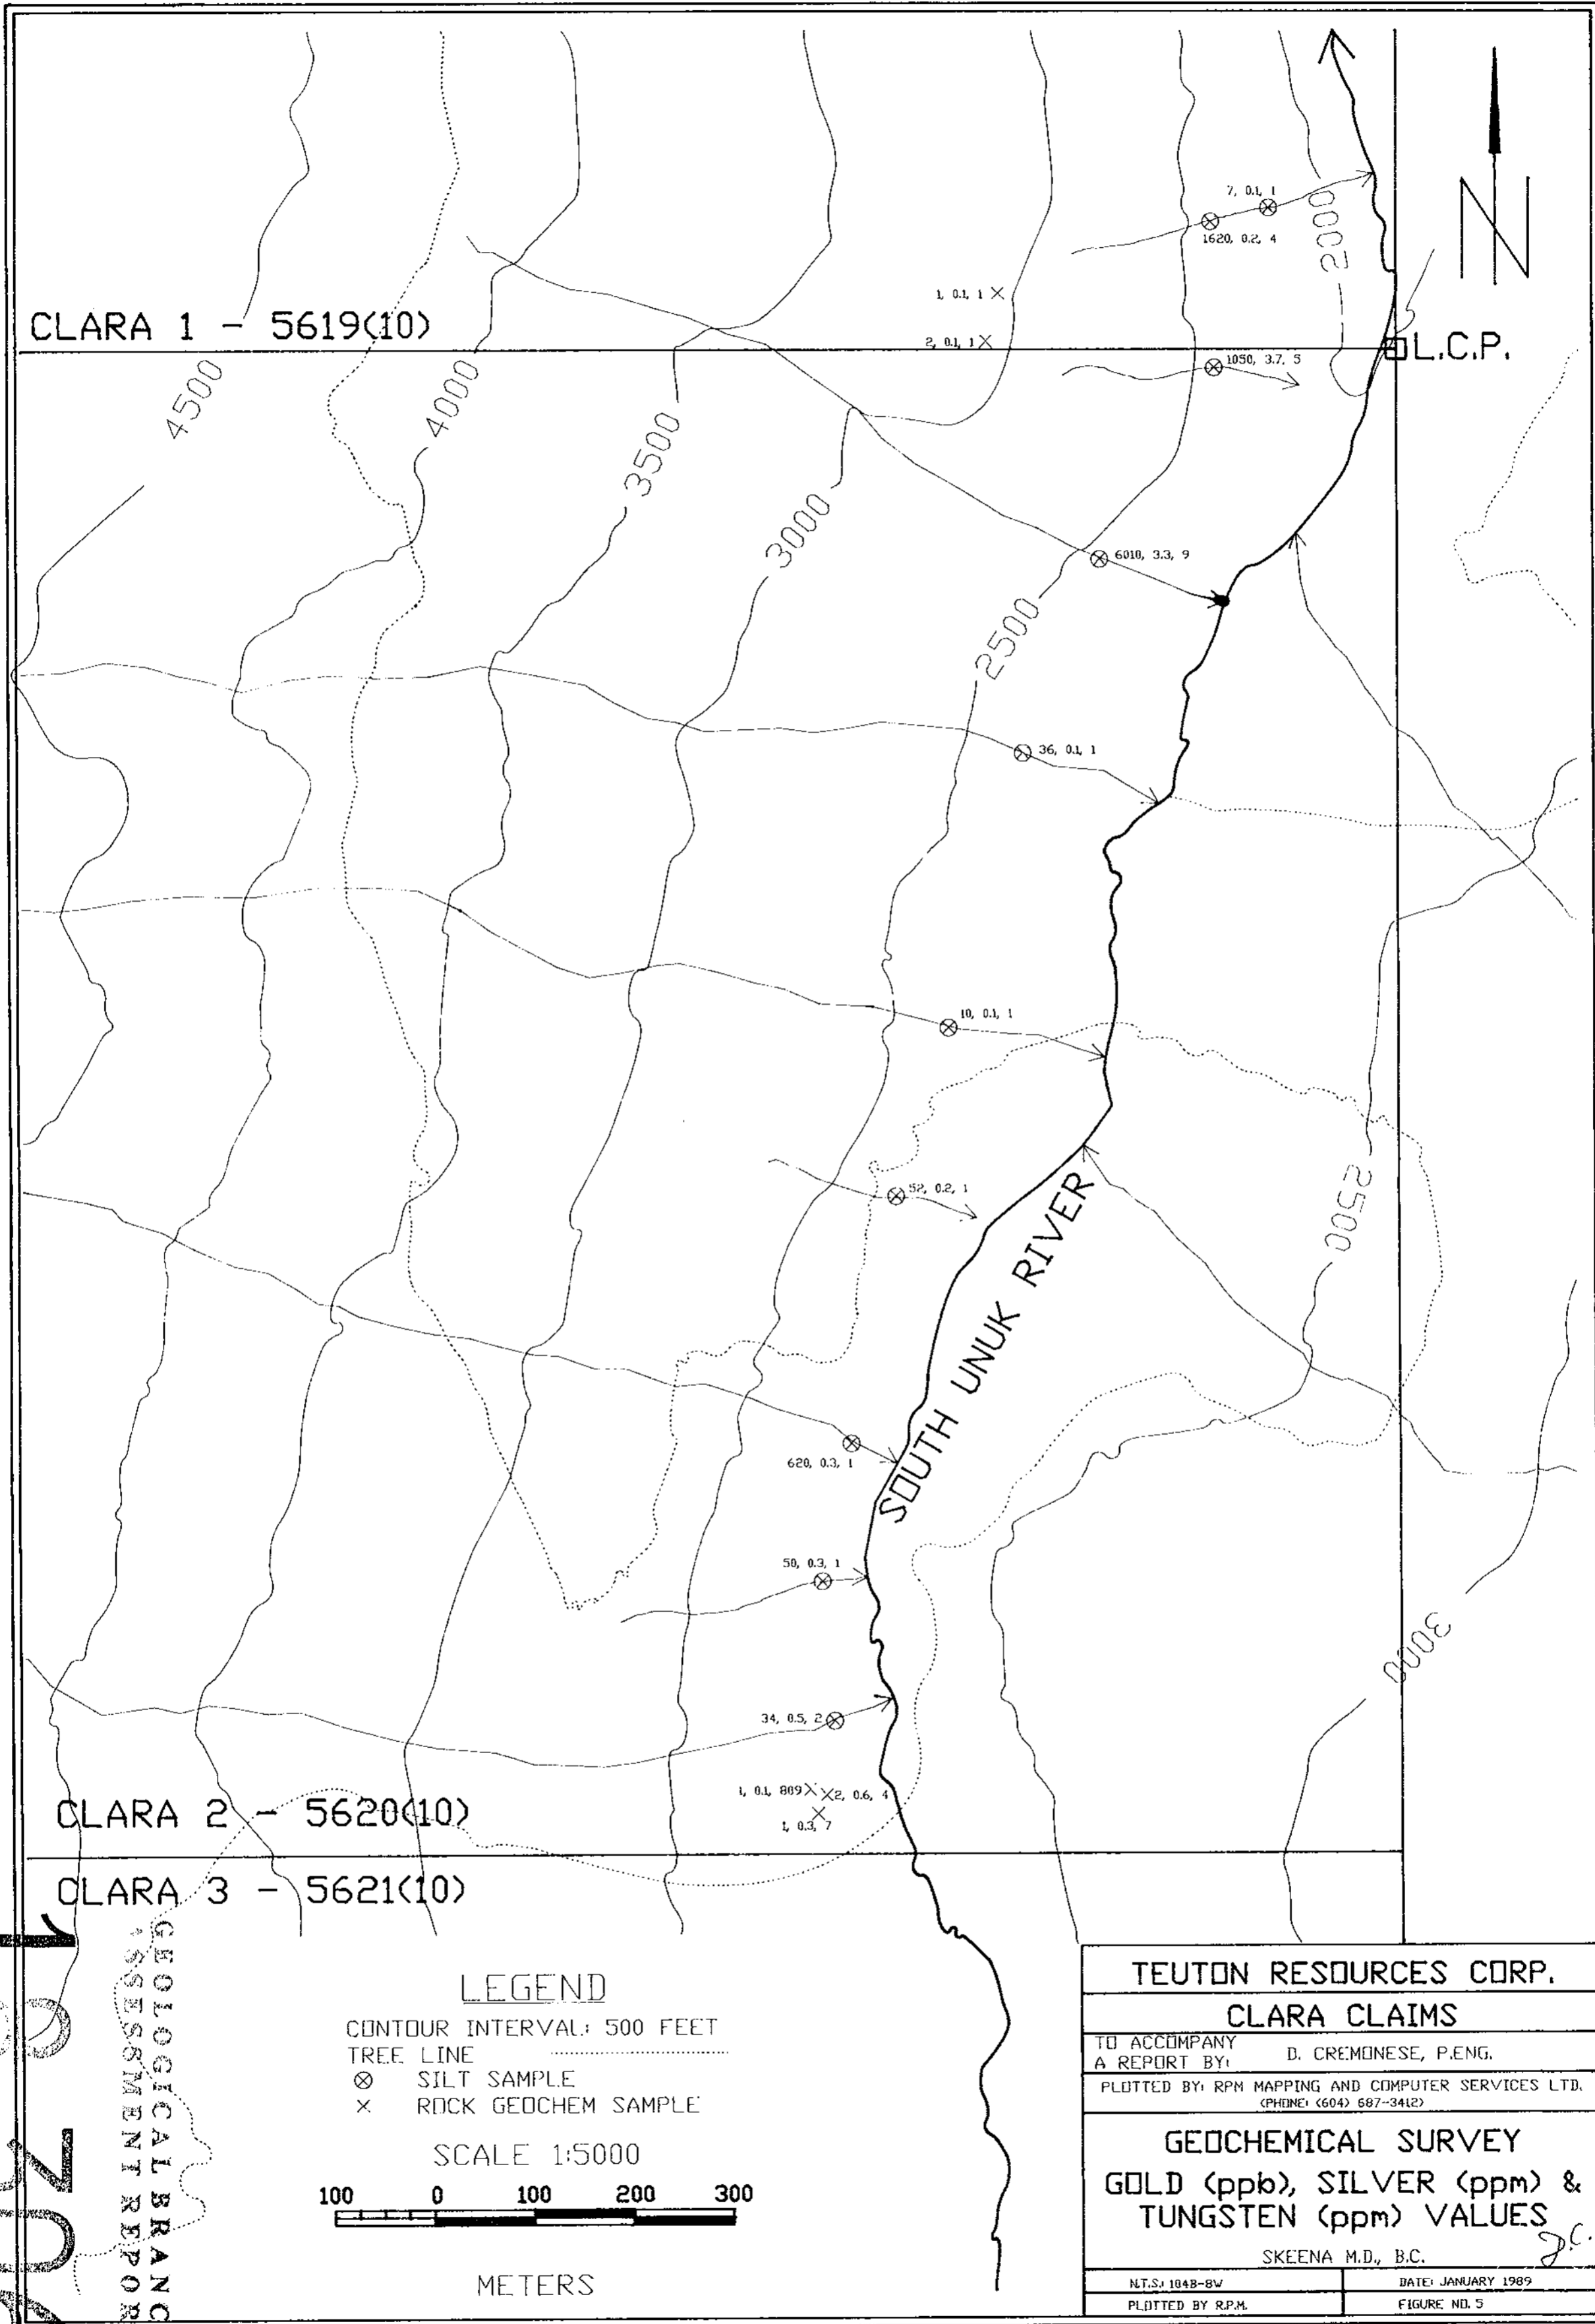 7, 0.1, 1
1620, 0.2, 4
2000
N
1, 0.1, 1
CLARA 1 - 5619(10)
2, 0.1, 1
L.C.P.
1050, 3.7, 5
4500
4000
3500
3000
6010, 3.3, 9
2500
36, 0.1, 1
10, 0.1, 1
52, 0.2, 1
2500
SOUTH UNUK RIVER
620, 0.3, 1
50, 0.3, 1
3000
34, 0.5, 2
1, 0.1, 809
2, 0.6, 4
1, 0.3, 7
CLARA 2 - 5620(10)
CLARA 3 - 5621(10)
GEOLOGICAL BRANC
SSESSMENT REPOR
LEGEND
CONTOUR INTERVAL: 500 FEET
TREE LINE
SILT SAMPLE
ROCK GEOCHEM SAMPLE
SCALE 1:5000
100 0 100 200 300
METERS
TEUTON RESOURCES CORP.
CLARA CLAIMS
TO ACCOMPANY
A REPORT BY: D. CREMONESE, P.ENG.
PLOTTED BY: RPM MAPPING AND COMPUTER SERVICES LTD.
(PHONE: (604) 687-3412)
GEOCHEMICAL SURVEY
GOLD (ppb), SILVER (ppm) &
TUNGSTEN (ppm) VALUES
SKEENA M.D., B.C.
N.T.S.: 104B-8W
DATE: JANUARY 1989
PLOTTED BY R.P.M.
FIGURE NO. 5